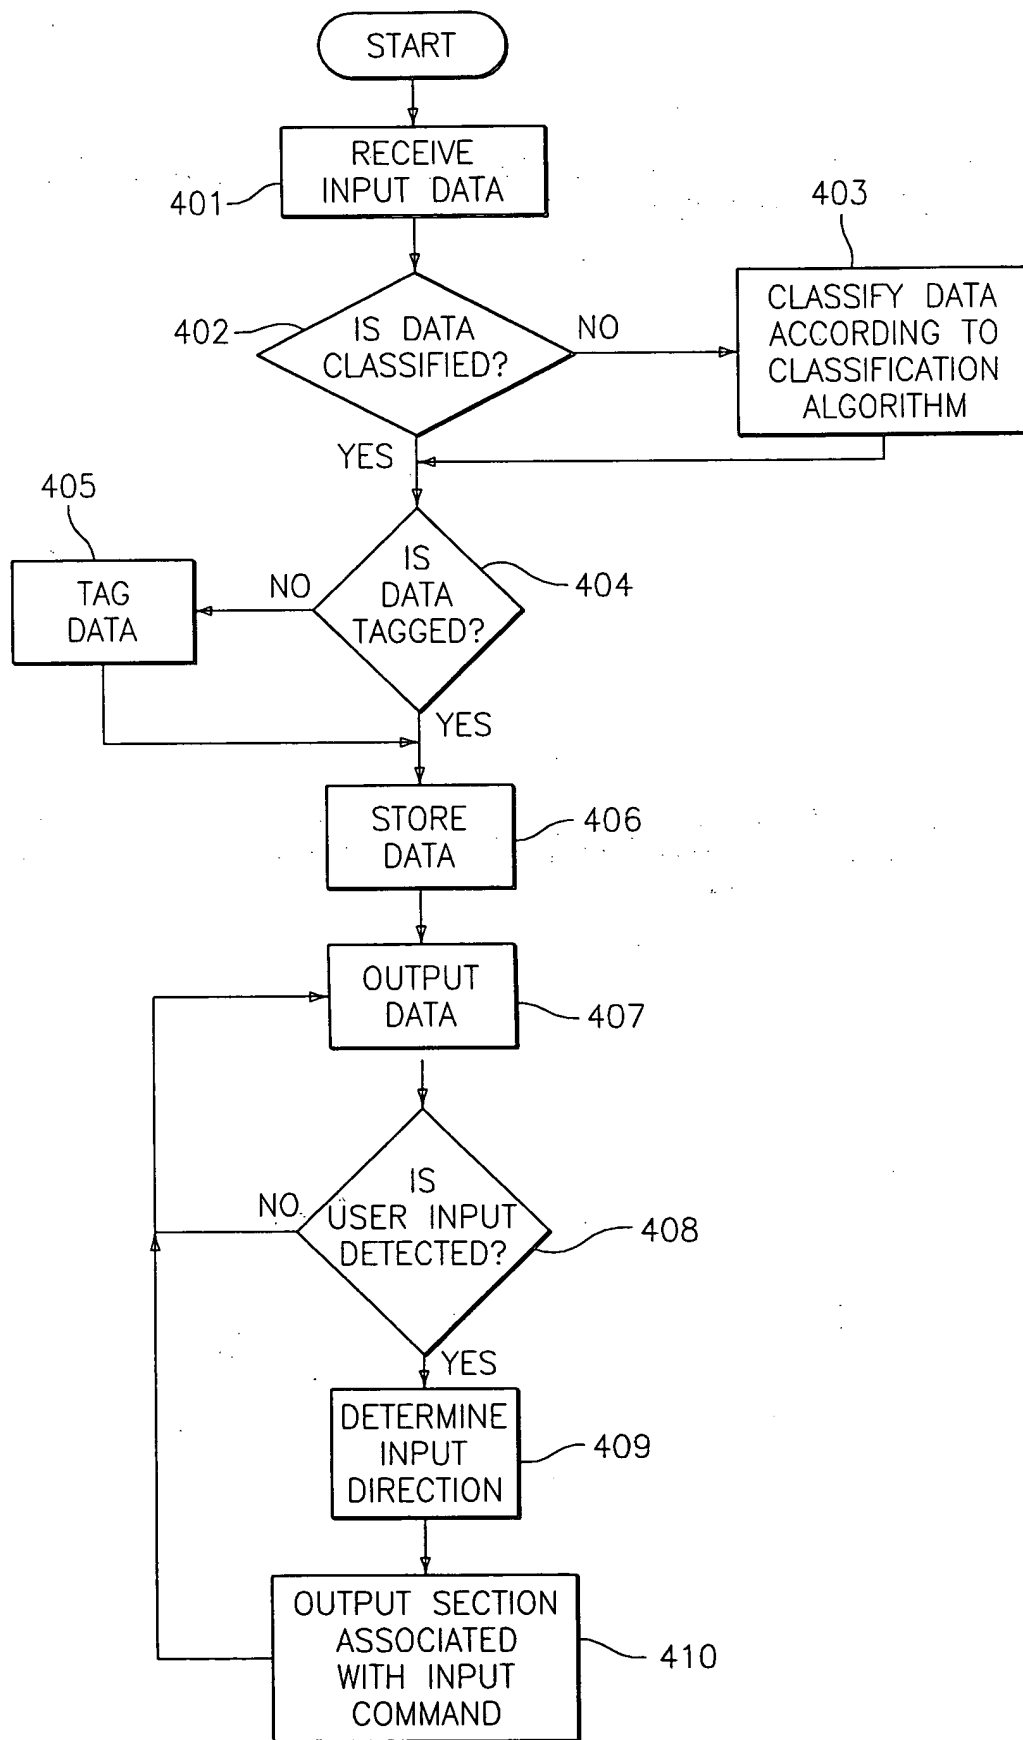 START
RECEIVE
INPUT DATA
401
403
402
IS DATA
CLASSIFIED?
NO
CLASSIFY DATA
ACCORDING TO
CLASSIFICATION
ALGORITHM
YES
405
TAG
DATA
NO
IS
DATA
TAGGED?
404
YES
STORE
DATA
406
OUTPUT
DATA
407
NO
IS
USER INPUT
DETECTED?
408
YES
DETERMINE
INPUT
DIRECTION
409
OUTPUT SECTION
ASSOCIATED
WITH INPUT
COMMAND
410